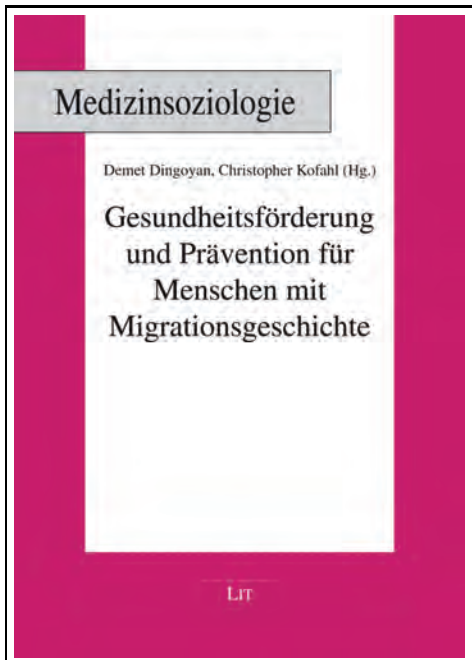 Medizinsoziologie
Demet Dingoyan, Christopher Kofahl (Hg.)
Gesundheitsförderung
und Prävention für
Menschen mit
Migrationsgeschichte
LIT